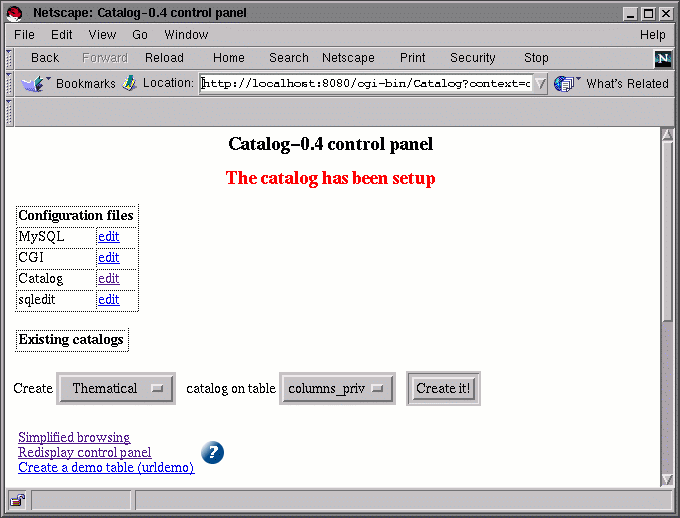 Netscape: Catalog-0.4 control panel
File Edit View Go Window Help
Back Forward Reload Home Search Netscape Print Security Stop N
Bookmarks Location: http://localhost:8080/cgi-bin/Catalog?context=c What's Related
Catalog-0.4 control panel
The catalog has been setup
Configuration files
MySQL edit
CGI edit
Catalog edit
sqledit edit
Existing catalogs
Create Thematical catalog on table columns_priv Create it!
Simplified browsing
Redisplay control panel ?
Create a demo table (urldemo)